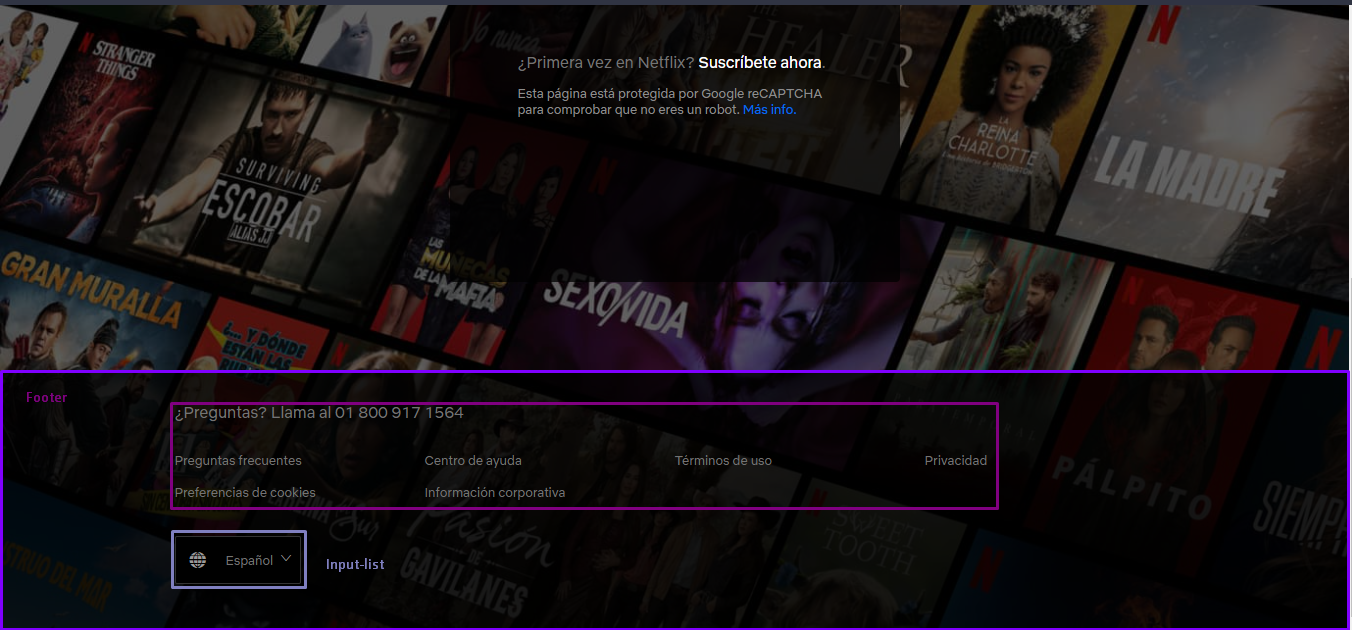 THE
HEALER
Yo nunca
STRANGER
THINGS
¿Primera vez en Netflix? Suscríbete ahora.
Esta página está protegida por Google reCAPTCHA
para comprobar que no eres un robot. Más info.
LA
REINA
CHARLOTTE
LA MADRE
SURVIVING
ESCOBAR
ALIAS JJ
LAS
MUÑECAS
DE LA MAFIA
GRAN MURALLA
SEXO/VIDA
¿... Y DÓNDE
ESTÁN LAS
Footer
¿Preguntas? Llama al 01 800 917 1564
Preguntas frecuentes
Centro de ayuda
Términos de uso
Privacidad
Preferencias de cookies
Información corporativa
PÁLPITO
Español
Input-list
Pasión
DE
GAVILANES
SWEET
TOOTH
DEL MAR